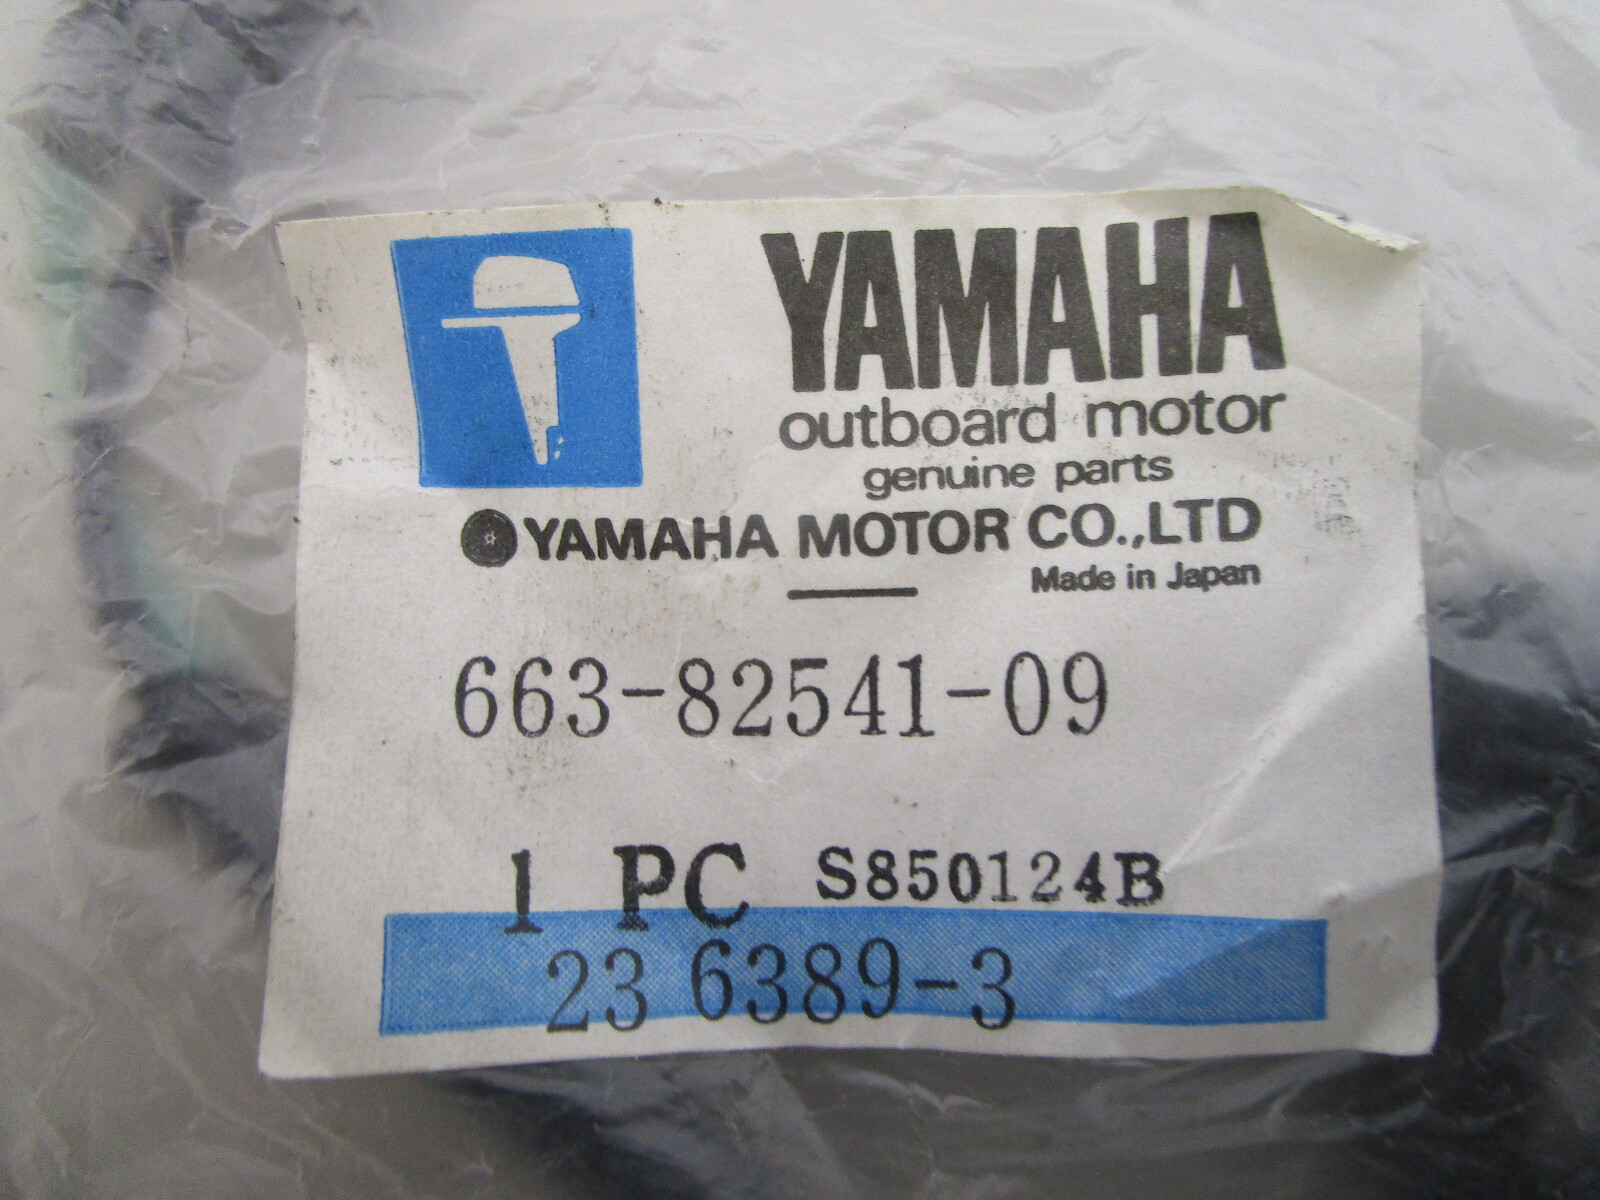 YAMAHA
outboard motor
genuine parts
YAMAHA MOTOR CO.,LTD
Made in Japan
663-82541-09
1 PC S850124B
23 6389-3